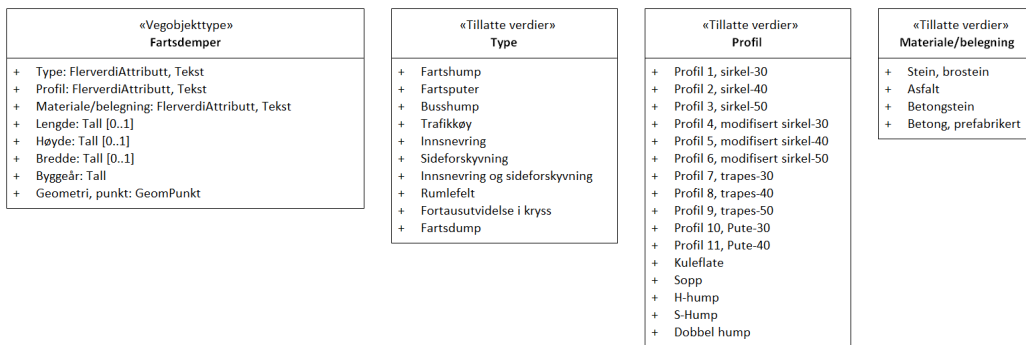 «Vegobjekttype»
Fartsdemper
+ Type: FlerverdiAttributt, Tekst
+ Profil: FlerverdiAttributt, Tekst
+ Materiale/belegning: FlerverdiAttributt, Tekst
+ Lengde: Tall [0..1]
+ Høyde: Tall [0..1]
+ Bredde: Tall [0..1]
+ Byggeår: Tall
+ Geometri, punkt: GeomPunkt
«Tillatte verdier»
Type
+ Fartshump
+ Fartsputer
+ Busshump
+ Trafikkøy
+ Innsnevring
+ Sideforskyvning
+ Innsnevring og sideforskyvning
+ Rumlefelt
+ Fortausutvidelse i kryss
+ Fartsdump
«Tillatte verdier»
Profil
+ Profil 1, sirkel-30
+ Profil 2, sirkel-40
+ Profil 3, sirkel-50
+ Profil 4, modifisert sirkel-30
+ Profil 5, modifisert sirkel-40
+ Profil 6, modifisert sirkel-50
+ Profil 7, trapes-30
+ Profil 8, trapes-40
+ Profil 9, trapes-50
+ Profil 10, Pute-30
+ Profil 11, Pute-40
+ Kuleflate
+ Sopp
+ H-hump
+ S-Hump
+ Dobbel hump
«Tillatte verdier»
Materiale/belegning
+ Stein, brostein
+ Asfalt
+ Betongstein
+ Betong, prefabrikert